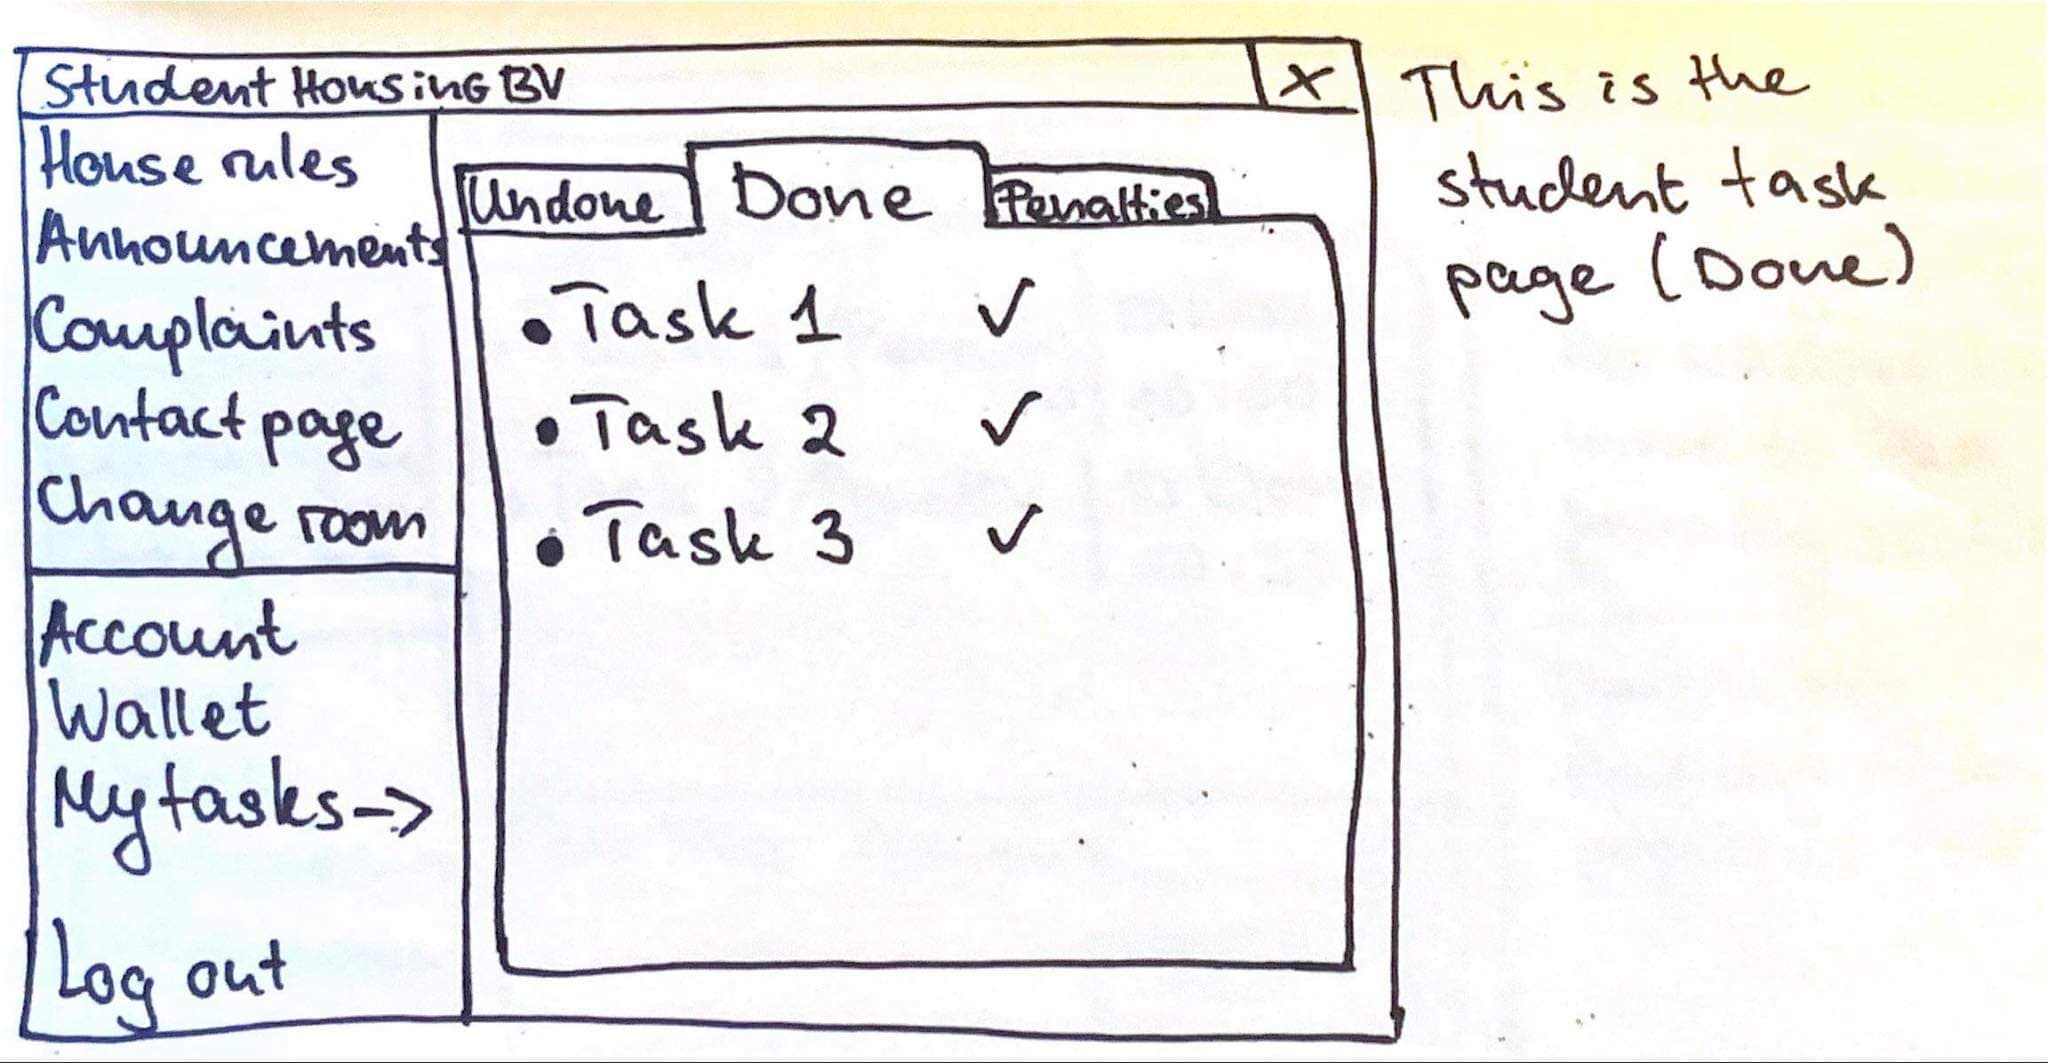 Student Housing BV X
House rules
Announcements
Complaints
Contact page
Change room
Account
Wallet
My tasks ->
Log out
Undone Done Penalties
• Task 1 ✓
• Task 2 ✓
• Task 3 ✓
This is the
student task
page (Done)